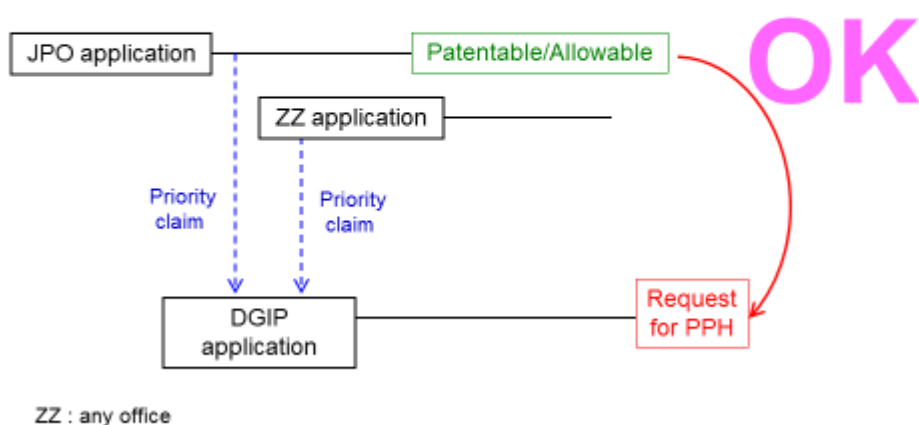 OK
JPO application
Patentable/Allowable
ZZ application
Priority
claim
Priority
claim
DGIP
application
Request
for PPH
ZZ : any office